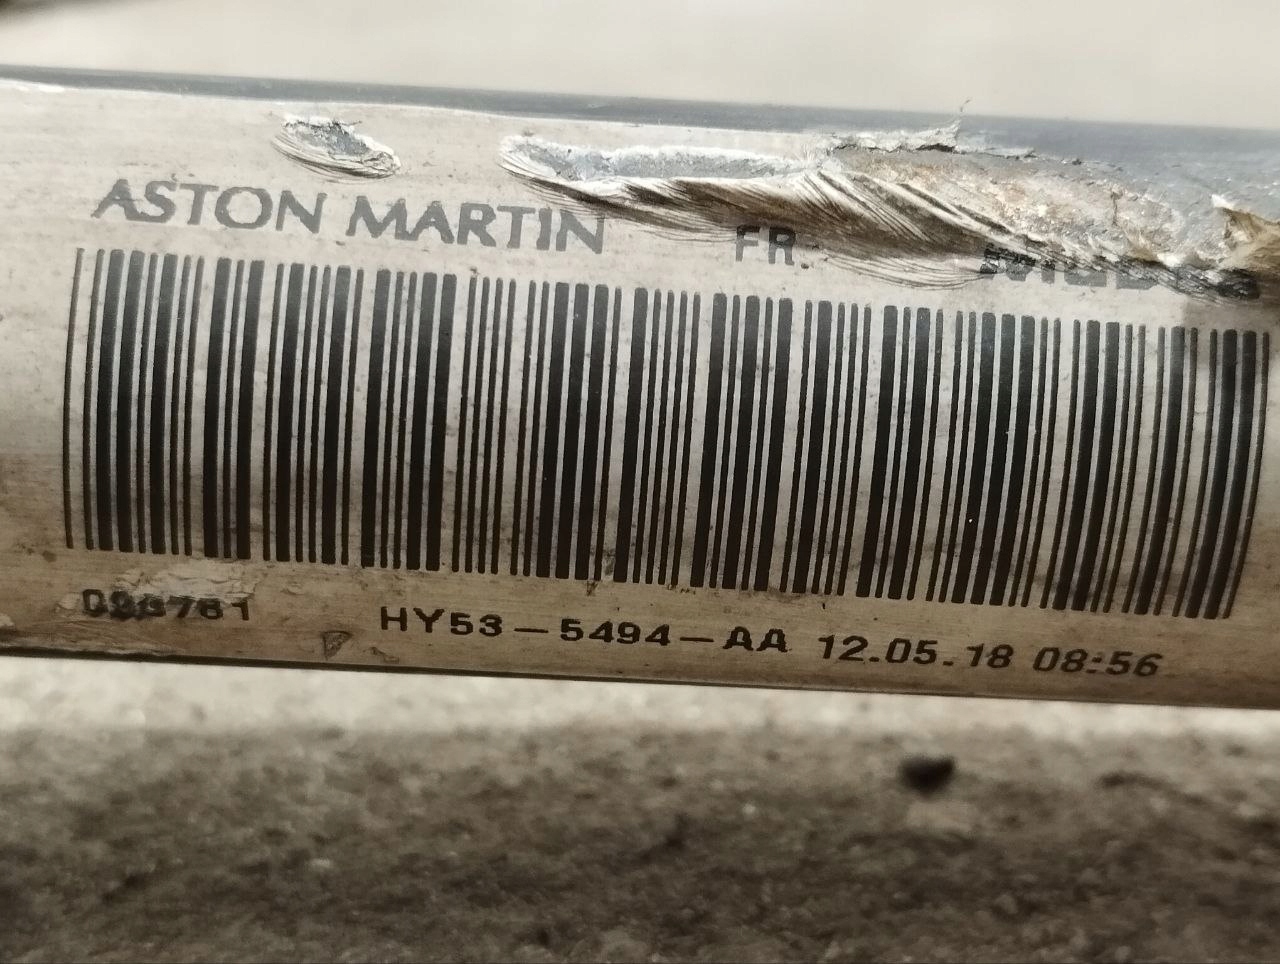 ASTON MARTIN FR
HY53-5494-AA 12.05.18 08:56